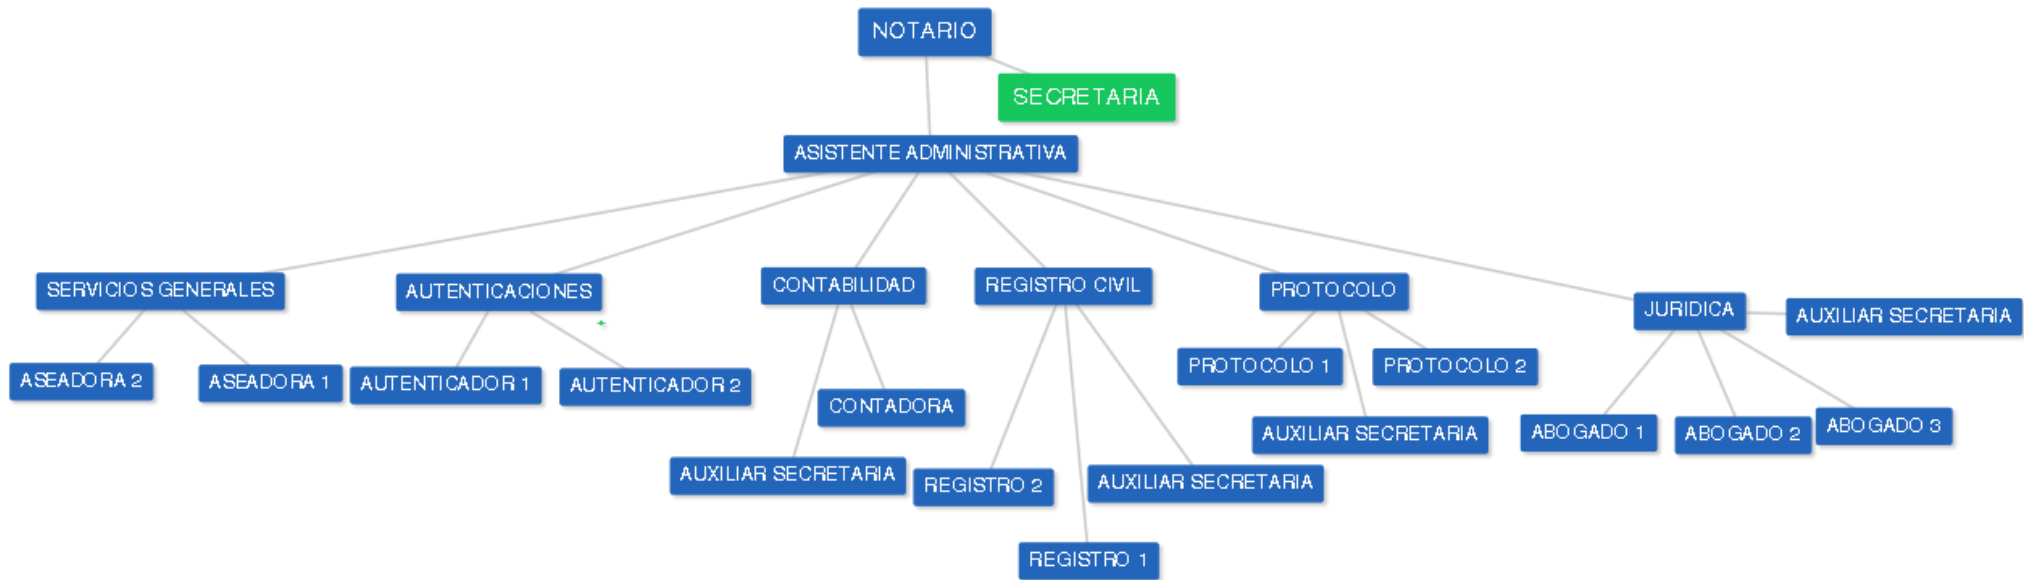 NOTARIO
SECRETARIA
ASISTENTE ADMINISTRATIVA
SERVICIOS GENERALES
AUTENTICACIONES
CONTABILIDAD
REGISTRO CIVIL
PROTOCOLO
JURIDICA
AUXILIAR SECRETARIA
ASEADORA 2
ASEADORA 1
AUTENTICADOR 1
AUTENTICADOR 2
CONTADORA
AUXILIAR SECRETARIA
REGISTRO 2
REGISTRO 1
AUXILIAR SECRETARIA
PROTOCOLO 1
PROTOCOLO 2
AUXILIAR SECRETARIA
ABOGADO 1
ABOGADO 2
ABOGADO 3